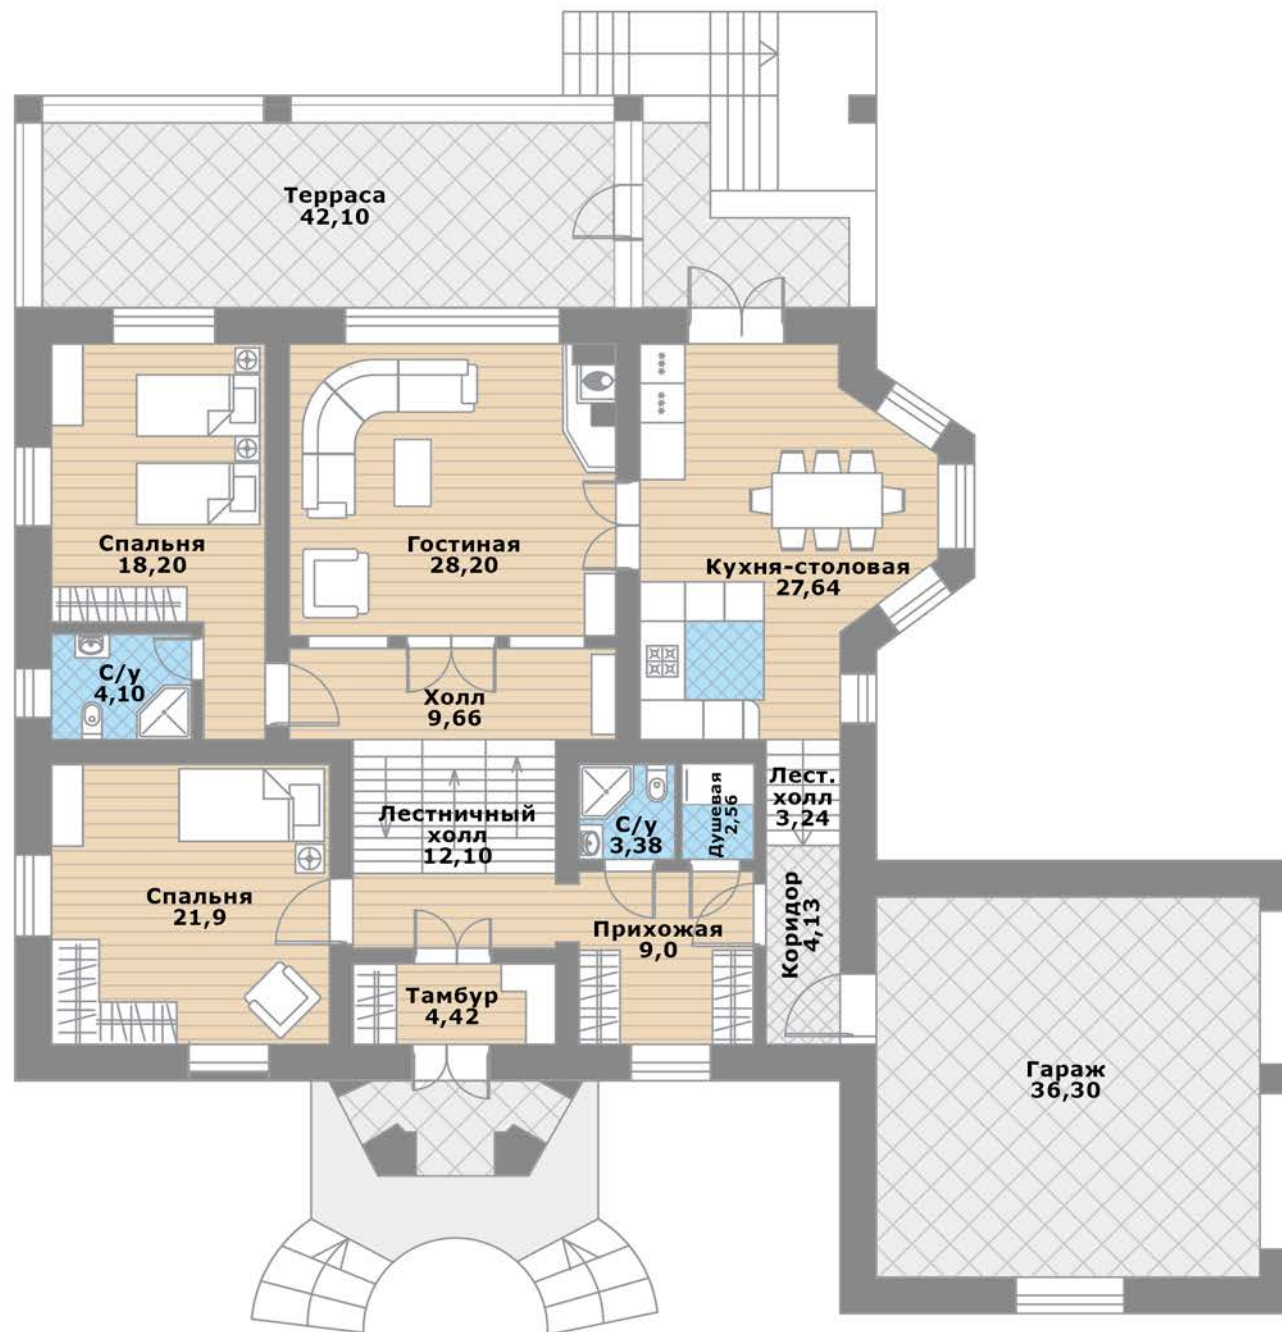 Терраса
42,10
Спальня
18,20
Гостиная
28,20
Кухня-столовая
27,64
С/у
4,10
Холл
9,66
Лестничный
холл
12,10
С/у
3,38
Душевая
2,56
Лест.
холл
3,24
Спальня
21,9
Прихожая
9,0
Коридор
4,13
Тамбур
4,42
Гараж
36,30